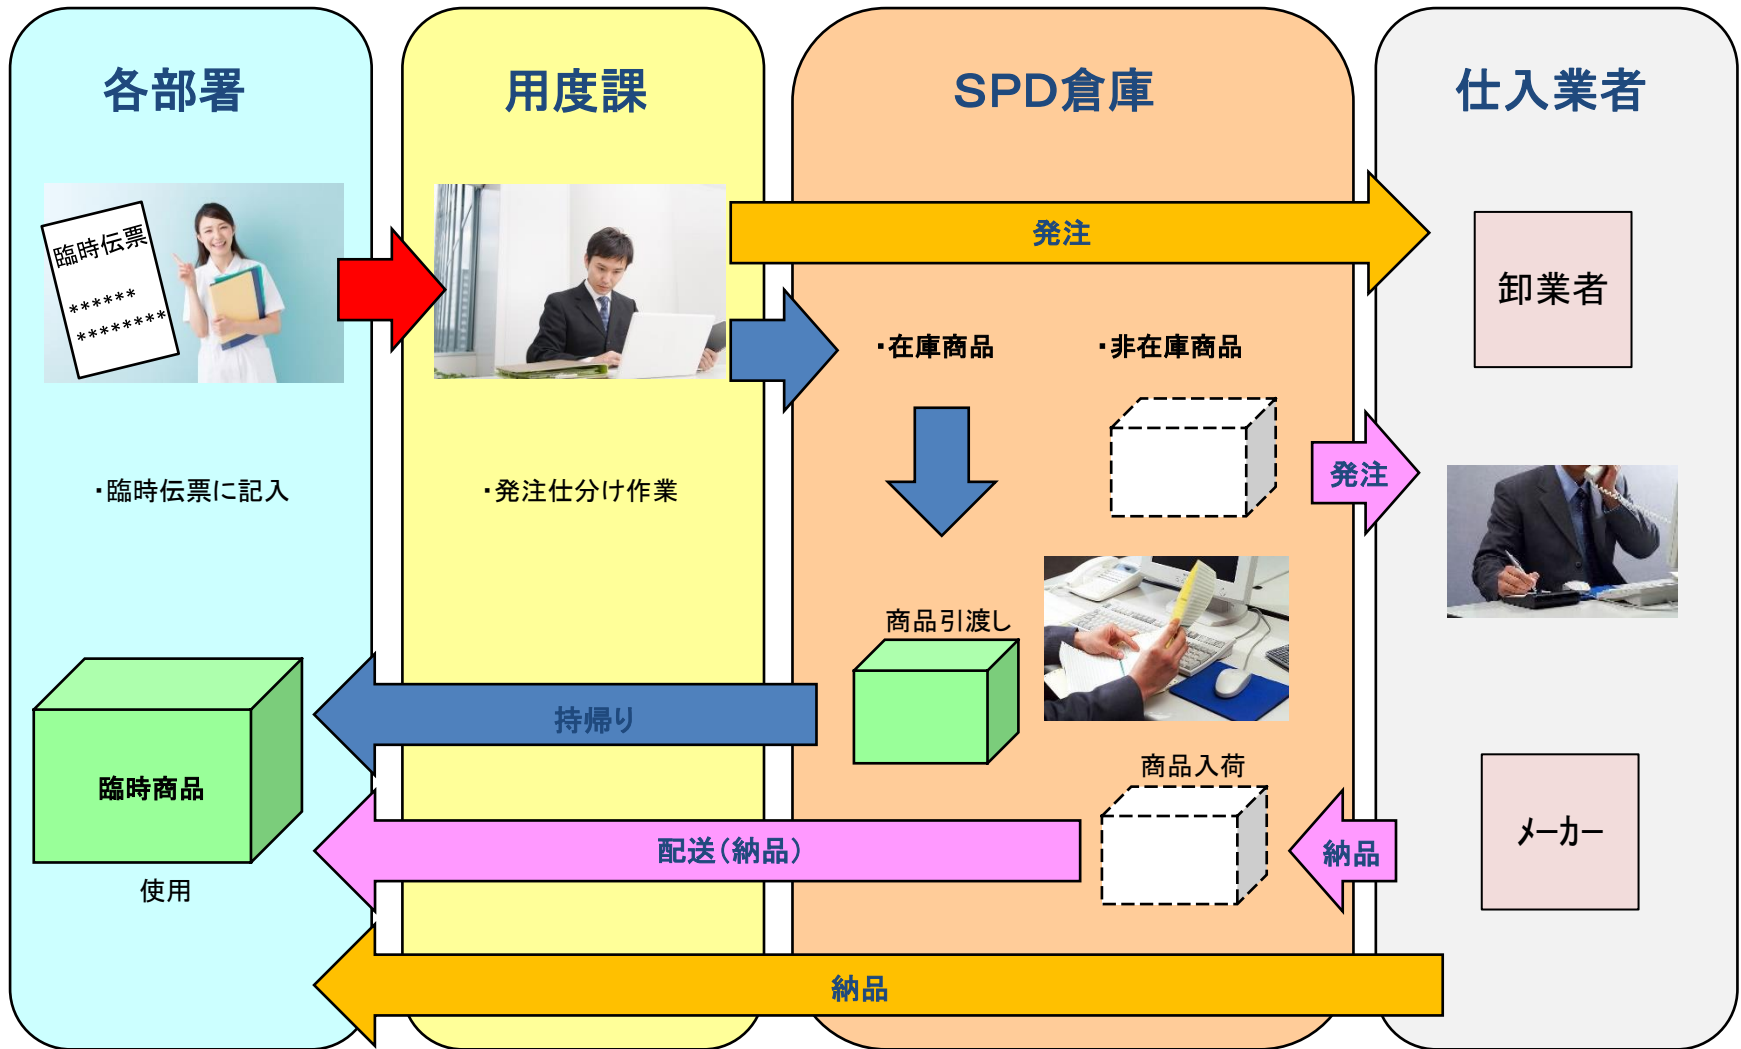 各部署
用度課
SPD倉庫
仕入業者
臨時伝票
******
********
発注
卸業者
・在庫商品
・非在庫商品
・臨時伝票に記入
・発注仕分け作業
発注
商品引渡し
持帰り
臨時商品
商品入荷
メーカー
配送(納品)
納品
使用
納品